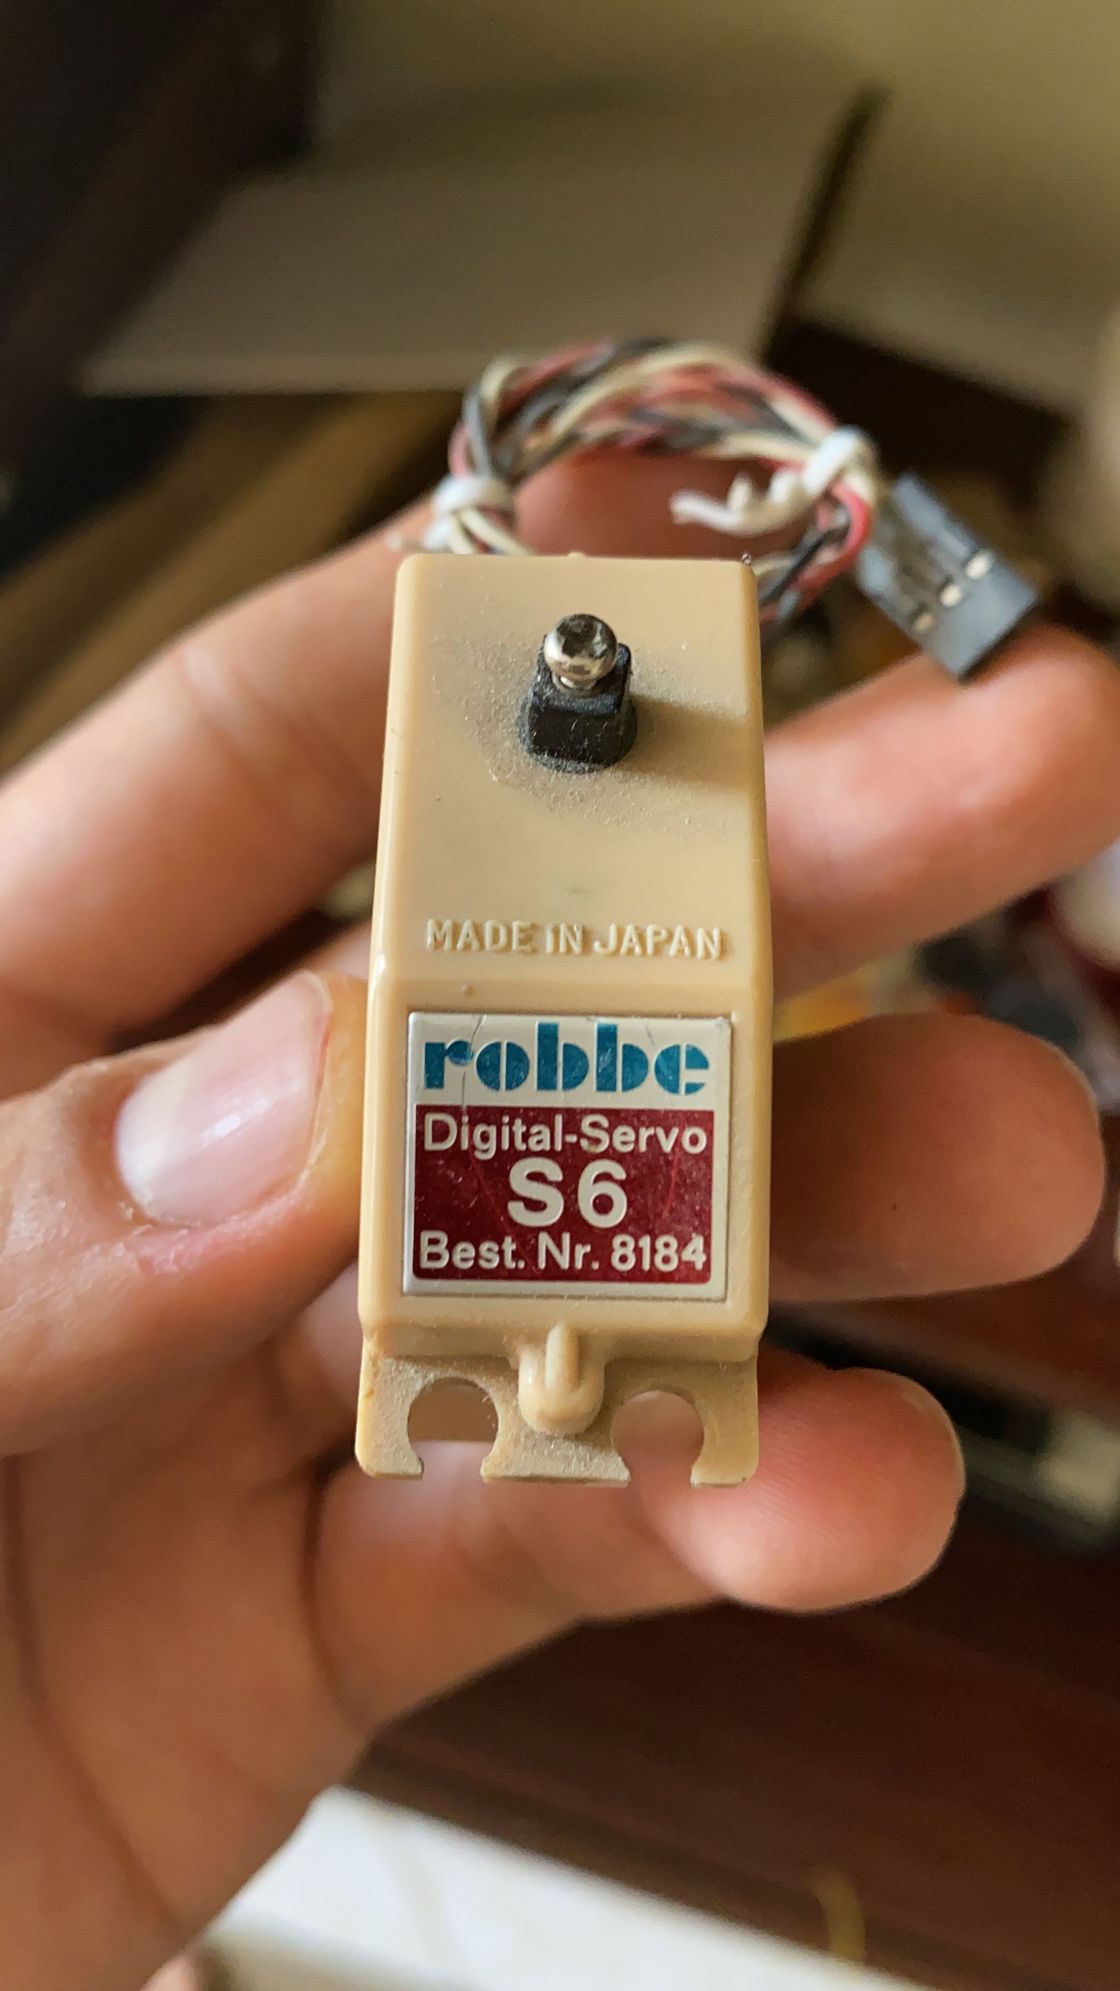 MADE IN JAPAN
robbe
Digital-Servo
S6
Best. Nr. 8184